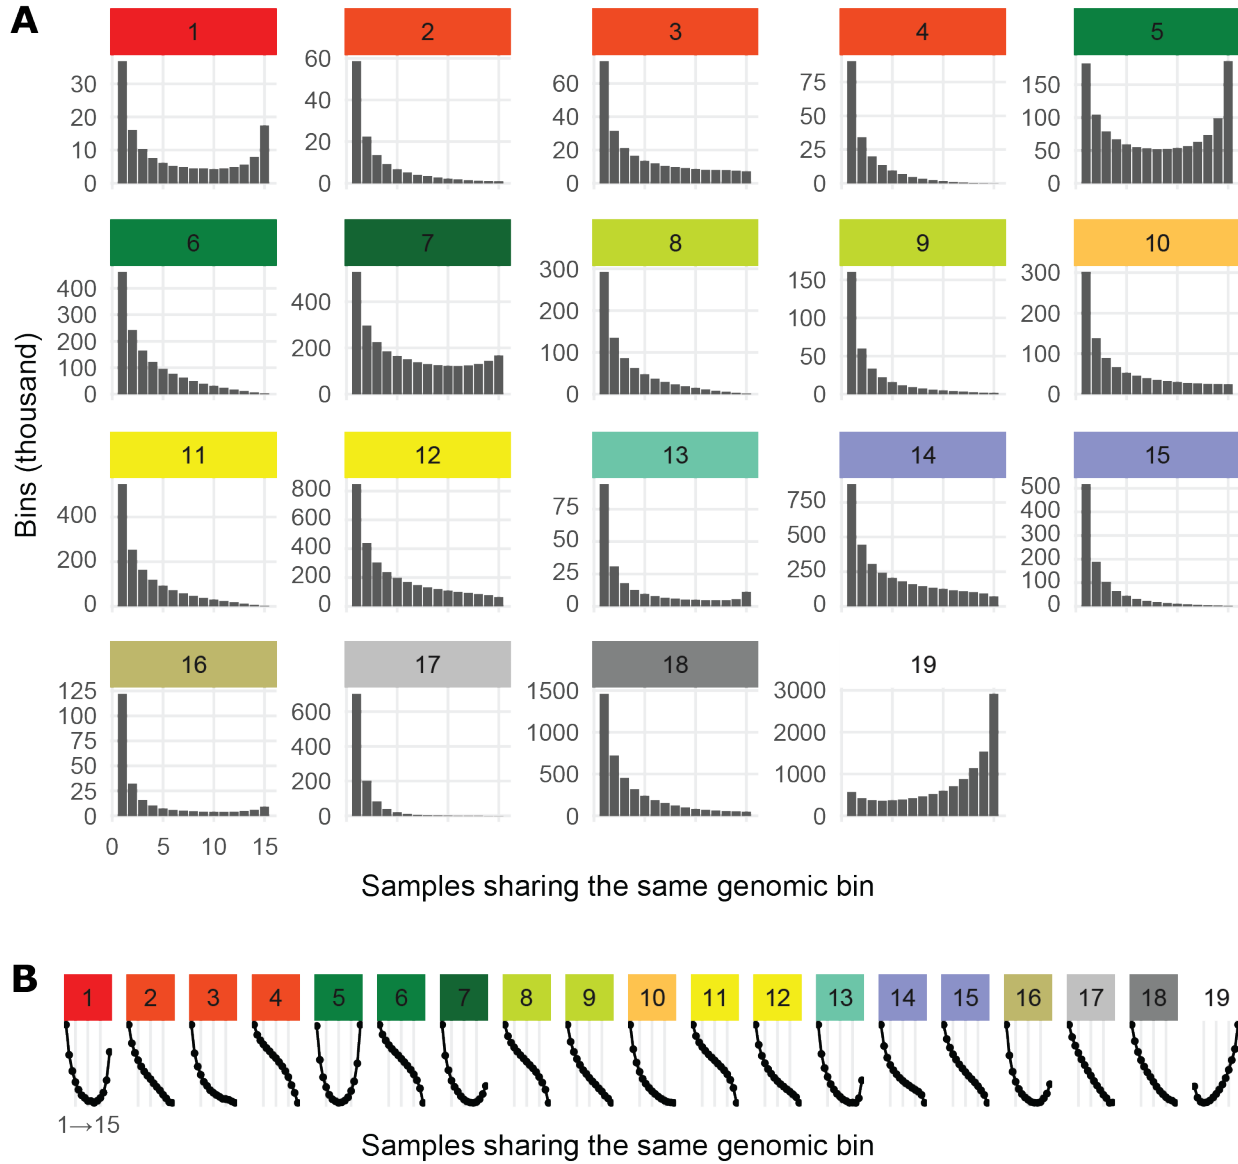 A
1 2 3 4 5
30 60 60 75 150
20 40 40 50 100
10 20 20 25 50
0 0 0 0 0
6 7 8 9 10
400 400 300 150 300
300 200 200 100 200
200 0 100 50 100
100 0 0 0
0
Bins (thousand)
11 12 13 14 15
400 800 75 750 500
200 600 50 500 400
0 400 25 250 300
200 0 0 200
0 100
0
16 17 18 19
125 600 1500 3000
100 400 1000 2000
75 200 500 1000
50 0 0 0
25
0
0 5 10 15
Samples sharing the same genomic bin
B
1 2 3 4 5 6 7 8 9 10 11 12 13 14 15 16 17 18 19
1→15
Samples sharing the same genomic bin